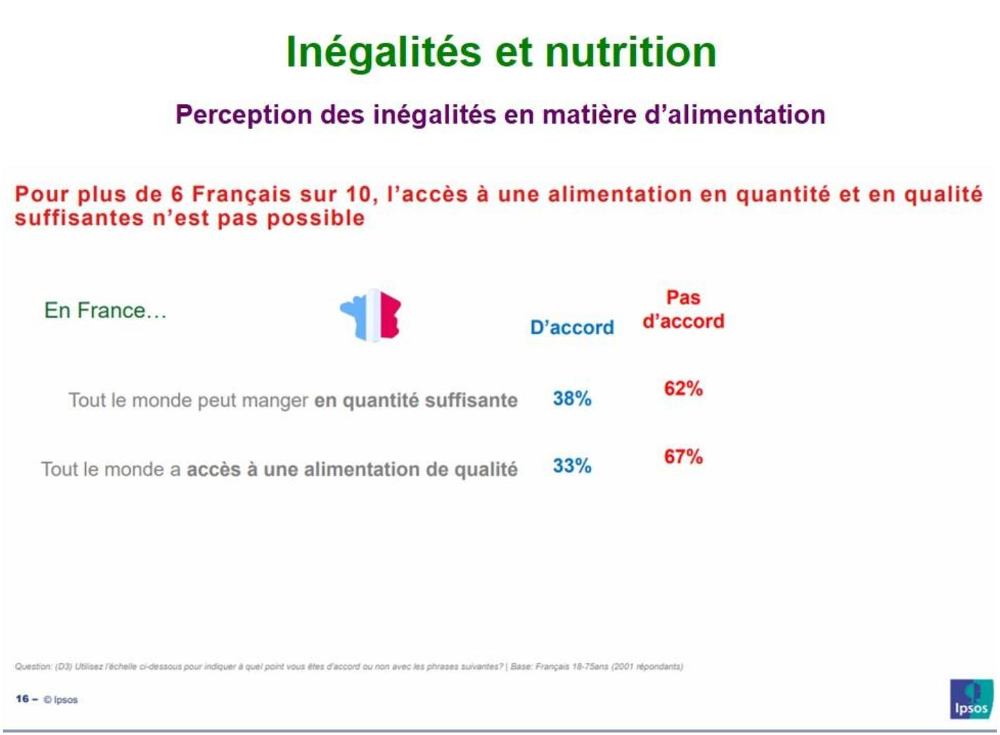 Inégalités et nutrition
Perception des inégalités en matière d’alimentation
Pour plus de 6 Français sur 10, l’accès à une alimentation en quantité et en qualité
suffisantes n’est pas possible
En France…
D’accord
Pas
d’accord
Tout le monde peut manger en quantité suffisante 38% 62%
Tout le monde a accès à une alimentation de qualité 33% 67%
Question: (D3) Utilisez l’échelle ci-dessous pour indiquer à quel point vous êtes d’accord ou non avec les phrases suivantes? | Base: Français 18-75ans (2001 répondants)
16 – © Ipsos
Ipsos